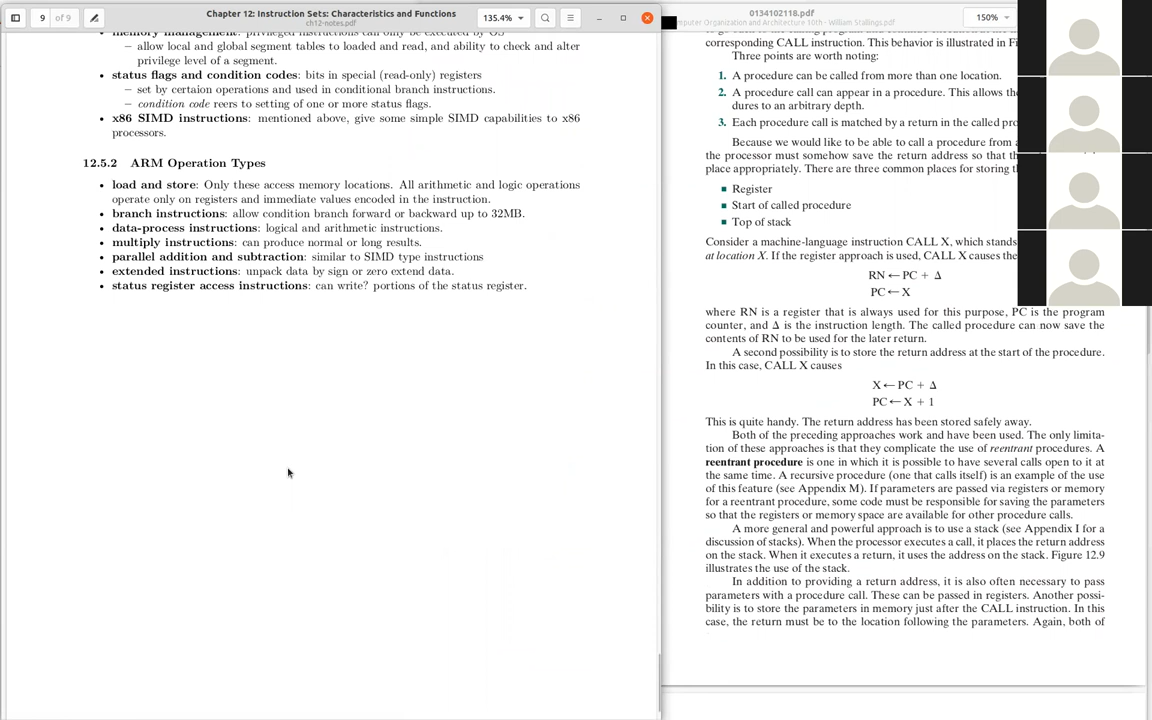 9 of 9
Chapter 12: Instruction Sets: Characteristics and Functions
ch12-notes.pdf
135.4%
memory management: privileged instructions can only be executed by OS
– allow local and global segment tables to loaded and read, and ability to check and alter
privilege level of a segment.
• status flags and condition codes: bits in special (read-only) registers
– set by certaion operations and used in conditional branch instructions.
– condition code reers to setting of one or more status flags.
• x86 SIMD instructions: mentioned above, give some simple SIMD capabilities to x86
processors.
12.5.2 ARM Operation Types
• load and store: Only these access memory locations. All arithmetic and logic operations
operate only on registers and immediate values encoded in the instruction.
• branch instructions: allow condition branch forward or backward up to 32MB.
• data-process instructions: logical and arithmetic instructions.
• multiply instructions: can produce normal or long results.
• parallel addition and subtraction: similar to SIMD type instructions
• extended instructions: unpack data by sign or zero extend data.
• status register access instructions: can write? portions of the status register.
0134102118.pdf
mputer Organization and Architecture 10th - William Stallings.pdf
150%
corresponding CALL instruction. This behavior is illustrated in Fi
Three points are worth noting:
1. A procedure can be called from more than one location.
2. A procedure call can appear in a procedure. This allows the
dures to an arbitrary depth.
3. Each procedure call is matched by a return in the called pro
Because we would like to be able to call a procedure from a
the processor must somehow save the return address so that th
place appropriately. There are three common places for storing t
■ Register
■ Start of called procedure
■ Top of stack
Consider a machine-language instruction CALL X, which stands
at location X. If the register approach is used, CALL X causes the
RN ← PC + Δ
PC ← X
where RN is a register that is always used for this purpose, PC is the program
counter, and Δ is the instruction length. The called procedure can now save the
contents of RN to be used for the later return.
A second possibility is to store the return address at the start of the procedure.
In this case, CALL X causes
X ← PC + Δ
PC ← X + 1
This is quite handy. The return address has been stored safely away.
Both of the preceding approaches work and have been used. The only limita-
tion of these approaches is that they complicate the use of reentrant procedures. A
reentrant procedure is one in which it is possible to have several calls open to it at
the same time. A recursive procedure (one that calls itself) is an example of the use
of this feature (see Appendix M). If parameters are passed via registers or memory
for a reentrant procedure, some code must be responsible for saving the parameters
so that the registers or memory space are available for other procedure calls.
A more general and powerful approach is to use a stack (see Appendix I for a
discussion of stacks). When the processor executes a call, it places the return address
on the stack. When it executes a return, it uses the address on the stack. Figure 12.9
illustrates the use of the stack.
In addition to providing a return address, it is also often necessary to pass
parameters with a procedure call. These can be passed in registers. Another possi-
bility is to store the parameters in memory just after the CALL instruction. In this
case, the return must be to the location following the parameters. Again, both of